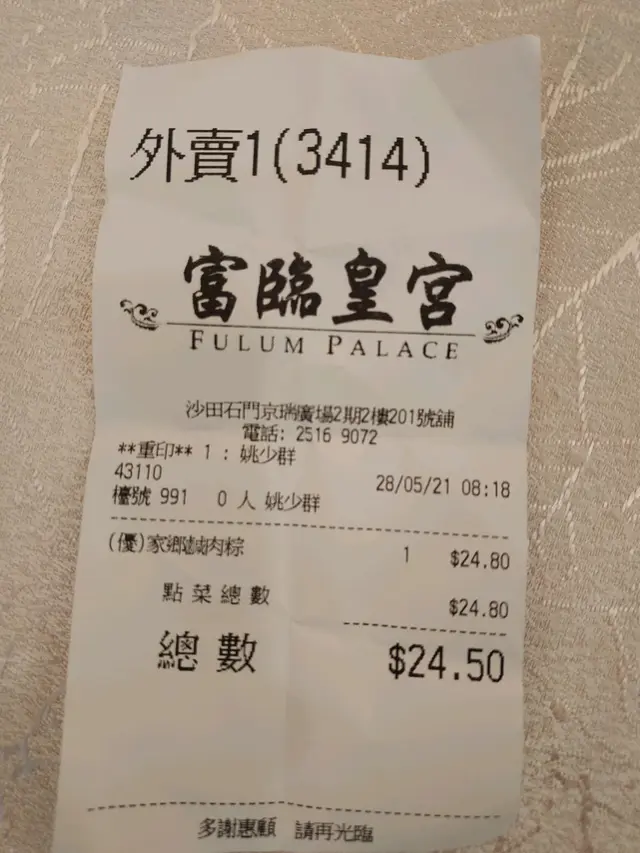 外賣1(3414)
富臨皇宮
FULUM PALACE
沙田石門京瑞廣場2期2樓201號舖
電話: 2516 9072
**重印** 1 : 姚少群
43110 28/05/21 08:18
檯號 991 0 人 姚少群
(優)家鄉鹹肉粽 1 $24.80
點菜總數 $24.80
總數 $24.50
多謝惠顧 請再光臨